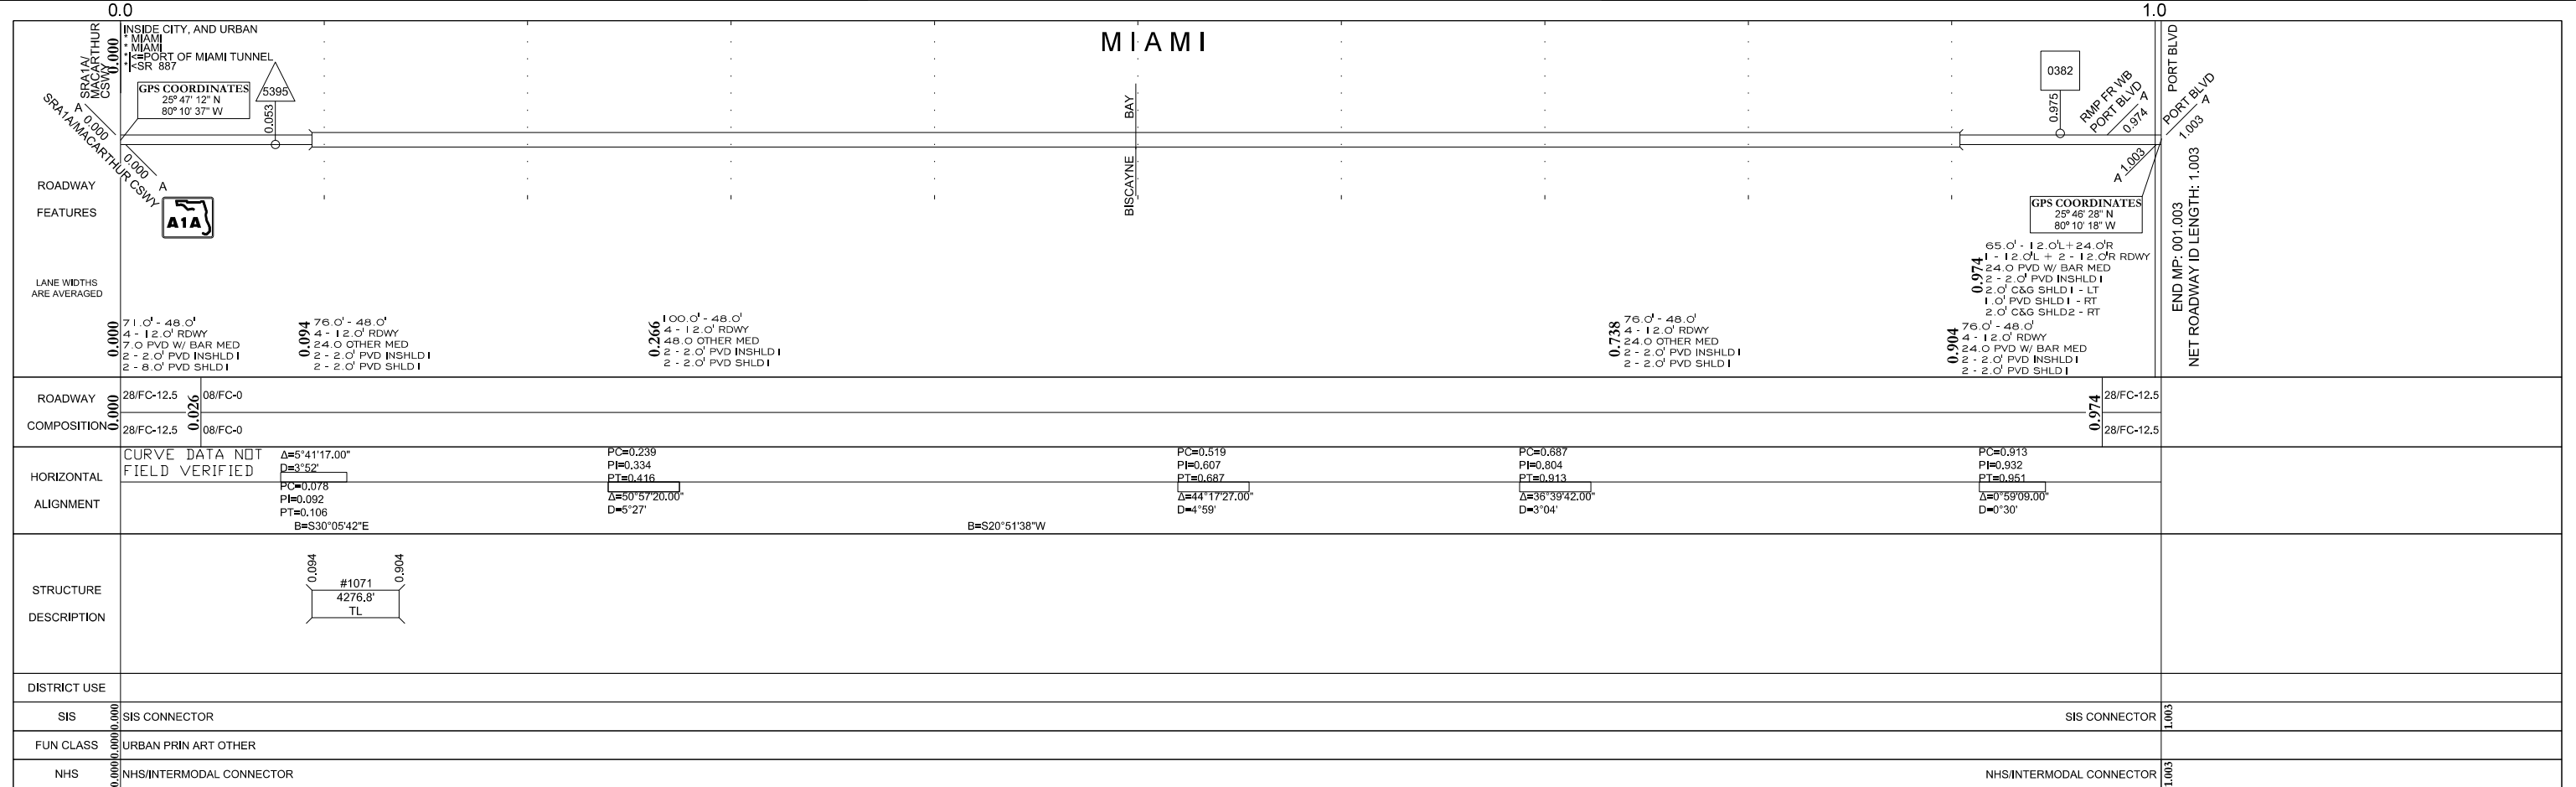 0.0
1.0
SRA1A/
MACARTHUR
CSWY
0.000
INSIDE CITY, AND URBAN
* MIAMI
* MIAMI
*|<=PORT OF MIAMI TUNNEL
*|<SR 887
MIAMI
GPS COORDINATES
25° 47' 12" N
80° 10' 37" W
5395
0.053
A
0.000
SRA1A/MACARTHUR CSWY
0.000
A
A1A
BISCAYNE BAY
0382
0.975
RMP FR WB
PORT BLVD
A
0.974
PORT BLVD
PORT BLVD
A
1.003
A 1.003
GPS COORDINATES
25° 46' 28" N
80° 10' 18" W
END MP: 001.003
NET ROADWAY ID LENGTH: 1.003
ROADWAY
FEATURES
LANE WIDTHS
ARE AVERAGED
0.000
71.0' - 48.0'
4 - 12.0' RDWY
7.0 PVD W/ BAR MED
2 - 2.0' PVD INSHLD1
2 - 8.0' PVD SHLD1
0.094
76.0' - 48.0'
4 - 12.0' RDWY
24.0 OTHER MED
2 - 2.0' PVD INSHLD1
2 - 2.0' PVD SHLD1
0.266
100.0' - 48.0'
4 - 12.0' RDWY
48.0 OTHER MED
2 - 2.0' PVD INSHLD1
2 - 2.0' PVD SHLD1
0.738
76.0' - 48.0'
4 - 12.0' RDWY
24.0 OTHER MED
2 - 2.0' PVD INSHLD1
2 - 2.0' PVD SHLD1
0.974
65.0' - 12.0'L+24.0'R
1 - 12.0'L + 2 - 12.0'R RDWY
24.0 PVD W/ BAR MED
2 - 2.0' PVD INSHLD1
2.0' C&G SHLD1 - LT
1.0' PVD SHLD1 - RT
2.0' C&G SHLD2 - RT
0.904
76.0' - 48.0'
4 - 12.0' RDWY
24.0 PVD W/ BAR MED
2 - 2.0' PVD INSHLD1
2 - 2.0' PVD SHLD1
ROADWAY
COMPOSITION
0.000
28/FC-12.5
28/FC-12.5
0.026
08/FC-0
08/FC-0
0.974
28/FC-12.5
28/FC-12.5
HORIZONTAL
ALIGNMENT
CURVE DATA NOT
FIELD VERIFIED
Δ=5°41'17.00"
D=3°52'
PC=0.078
PI=0.092
PT=0.106
B=S30°05'42"E
PC=0.239
PI=0.334
PT=0.416
Δ=50°57'20.00"
D=5°27'
B=S20°51'38"W
PC=0.519
PI=0.607
PT=0.687
Δ=44°17'27.00"
D=4°59'
PC=0.687
PI=0.804
PT=0.913
Δ=36°39'42.00"
D=3°04'
PC=0.913
PI=0.932
PT=0.951
Δ=0°59'09.00"
D=0°30'
STRUCTURE
DESCRIPTION
0.094
0.904
#1071
4276.8'
TL
DISTRICT USE
SIS
0.000
SIS CONNECTOR
SIS CONNECTOR
1.003
FUN CLASS
0.000
URBAN PRIN ART OTHER
NHS
0.000
NHS/INTERMODAL CONNECTOR
NHS/INTERMODAL CONNECTOR
1.003